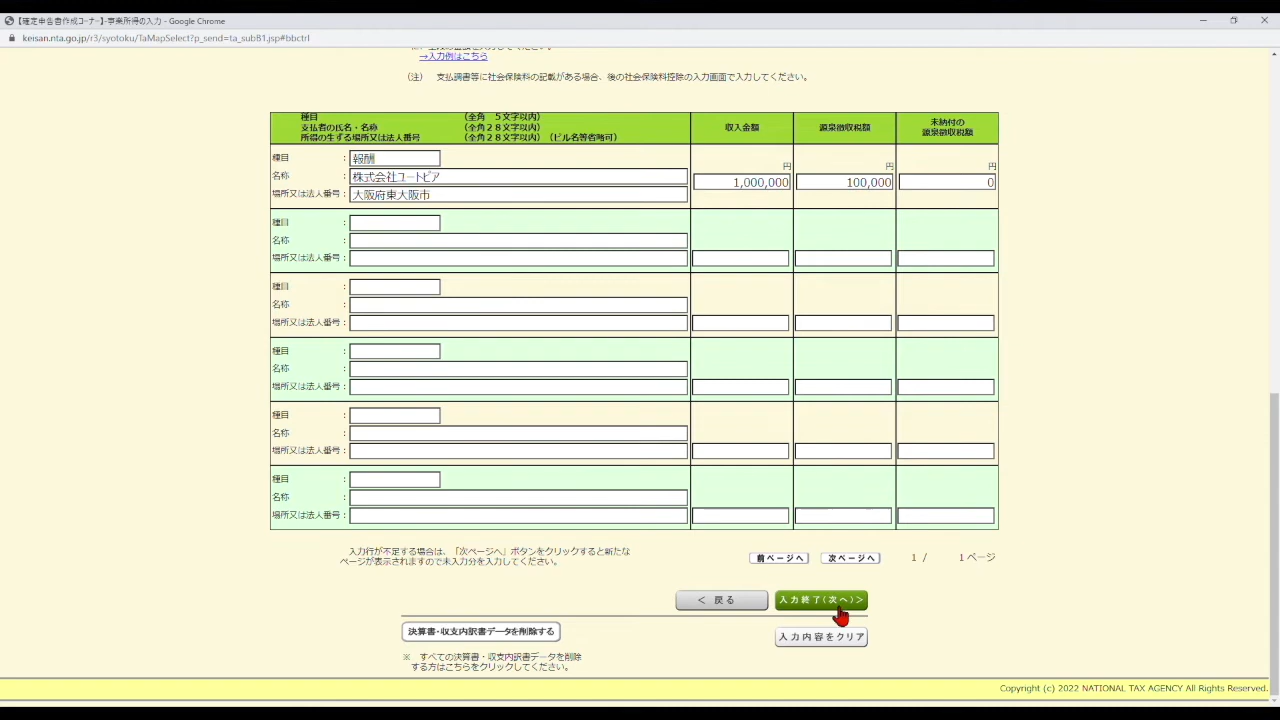 【確定申告書作成コーナー】-事業所得の入力 - Google Chrome
keisan.nta.go.jp/r3/syotoku/TaMapSelect?p_send=ta_sub81.jsp#bbctrl
→入力例はこちら
(注) 支払調書等に社会保険料の記載がある場合、後の社会保険料控除の入力画面で入力してください。
種目 (全角 5文字以内)
支払者の氏名・名称 (全角28文字以内)
所得の生ずる場所又は法人番号 (全角28文字以内) (ビル名等省略可)
収入金額 源泉徴収税額 未納付の
源泉徴収税額
種目 : 報酬
円 円 円
名称 : 株式会社ユートピア
1,000,000 100,000 0
場所又は法人番号 : 大阪府東大阪市
種目 :
名称 :
場所又は法人番号 :
種目 :
名称 :
場所又は法人番号 :
種目 :
名称 :
場所又は法人番号 :
種目 :
名称 :
場所又は法人番号 :
種目 :
名称 :
場所又は法人番号 :
入力行が不足する場合は、「次ページへ」ボタンをクリックすると新たな
ページが表示されますので未入力分を入力してください。
前ページへ 次ページへ 1 / 1 ページ
< 戻る 入力終了(次へ)>
決算書・収支内訳書データを削除する 入力内容をクリア
※ すべての決算書・収支内訳書データを削除
する方はこちらをクリックしてください。
Copyright (c) 2022 NATIONAL TAX AGENCY All Rights Reserved.